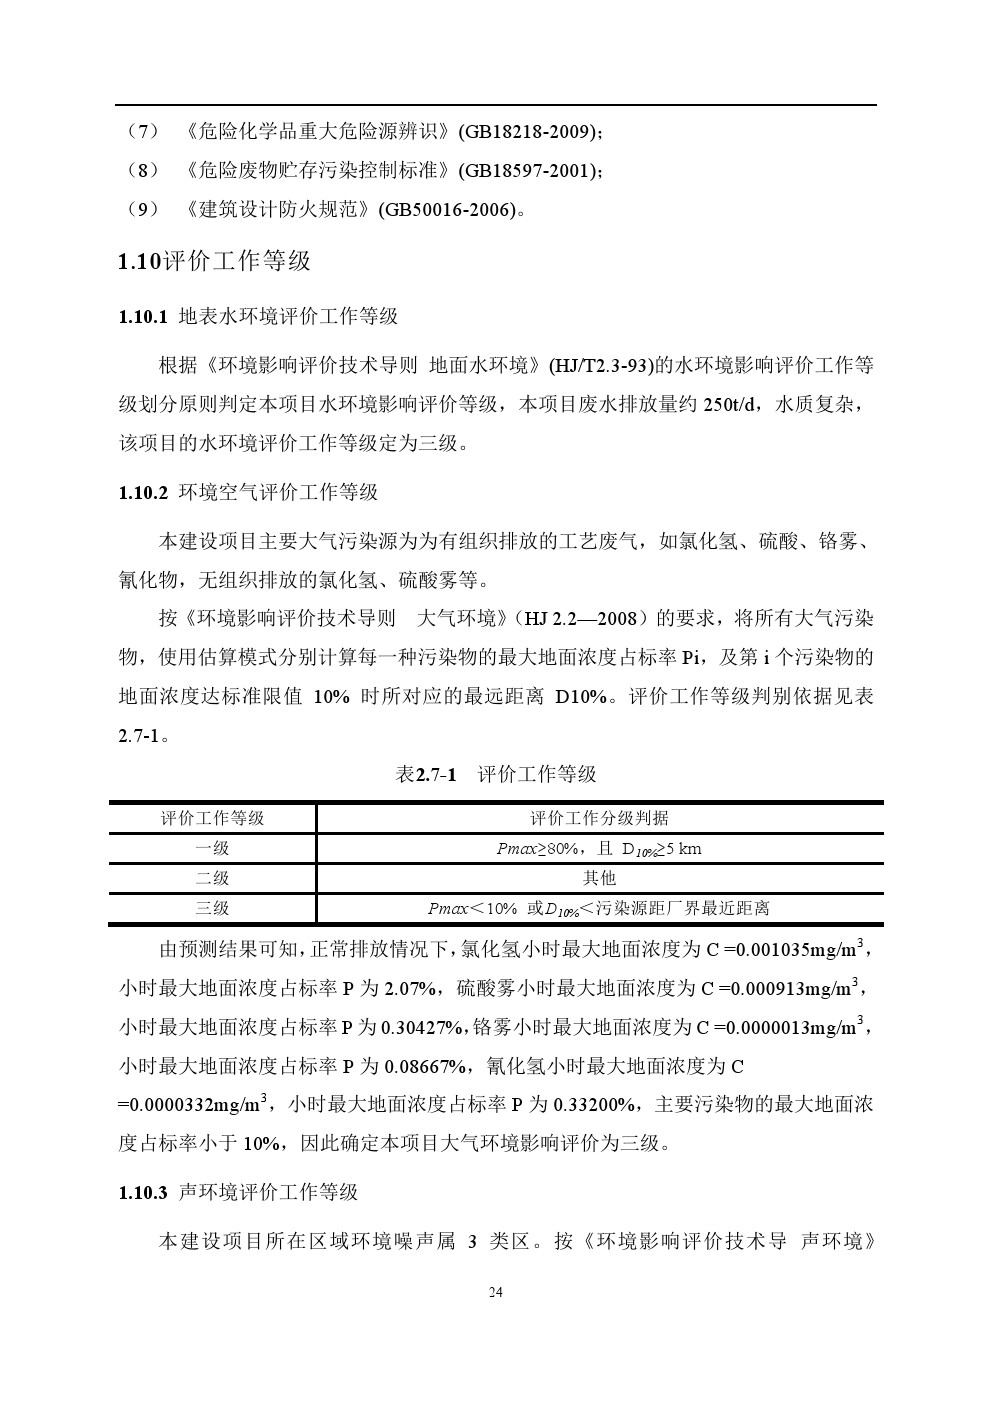 （7） 《危险化学品重大危险源辨识》(GB18218-2009);
（8） 《危险废物贮存污染控制标准》(GB18597-2001);
（9） 《建筑设计防火规范》(GB50016-2006)。
1.10评价工作等级
1.10.1 地表水环境评价工作等级
根据《环境影响评价技术导则 地面水环境》(HJ/T2.3-93)的水环境影响评价工作等
级划分原则判定本项目水环境影响评价等级，本项目废水排放量约 250t/d，水质复杂，
该项目的水环境评价工作等级定为三级。
1.10.2 环境空气评价工作等级
本建设项目主要大气污染源为为有组织排放的工艺废气，如氯化氢、硫酸、铬雾、
氰化物，无组织排放的氯化氢、硫酸雾等。
按《环境影响评价技术导则 大气环境》（HJ 2.2—2008）的要求，将所有大气污染
物，使用估算模式分别计算每一种污染物的最大地面浓度占标率 Pi，及第 i 个污染物的
地面浓度达标准限值 10% 时所对应的最远距离 D10%。评价工作等级判别依据见表
2.7-1。
表2.7-1 评价工作等级
评价工作等级 评价工作分级判据
一级 Pmax≥80%，且 D10%≥5 km
二级 其他
三级 Pmax＜10% 或D10%＜污染源距厂界最近距离
由预测结果可知，正常排放情况下，氯化氢小时最大地面浓度为 C =0.001035mg/m3，
小时最大地面浓度占标率 P 为 2.07%，硫酸雾小时最大地面浓度为 C =0.000913mg/m3，
小时最大地面浓度占标率 P 为 0.30427%，铬雾小时最大地面浓度为 C =0.0000013mg/m3，
小时最大地面浓度占标率 P 为 0.08667%，氰化氢小时最大地面浓度为 C
=0.0000332mg/m3，小时最大地面浓度占标率 P 为 0.33200%，主要污染物的最大地面浓
度占标率小于 10%，因此确定本项目大气环境影响评价为三级。
1.10.3 声环境评价工作等级
本建设项目所在区域环境噪声属 3 类区。按《环境影响评价技术导 声环境》
24